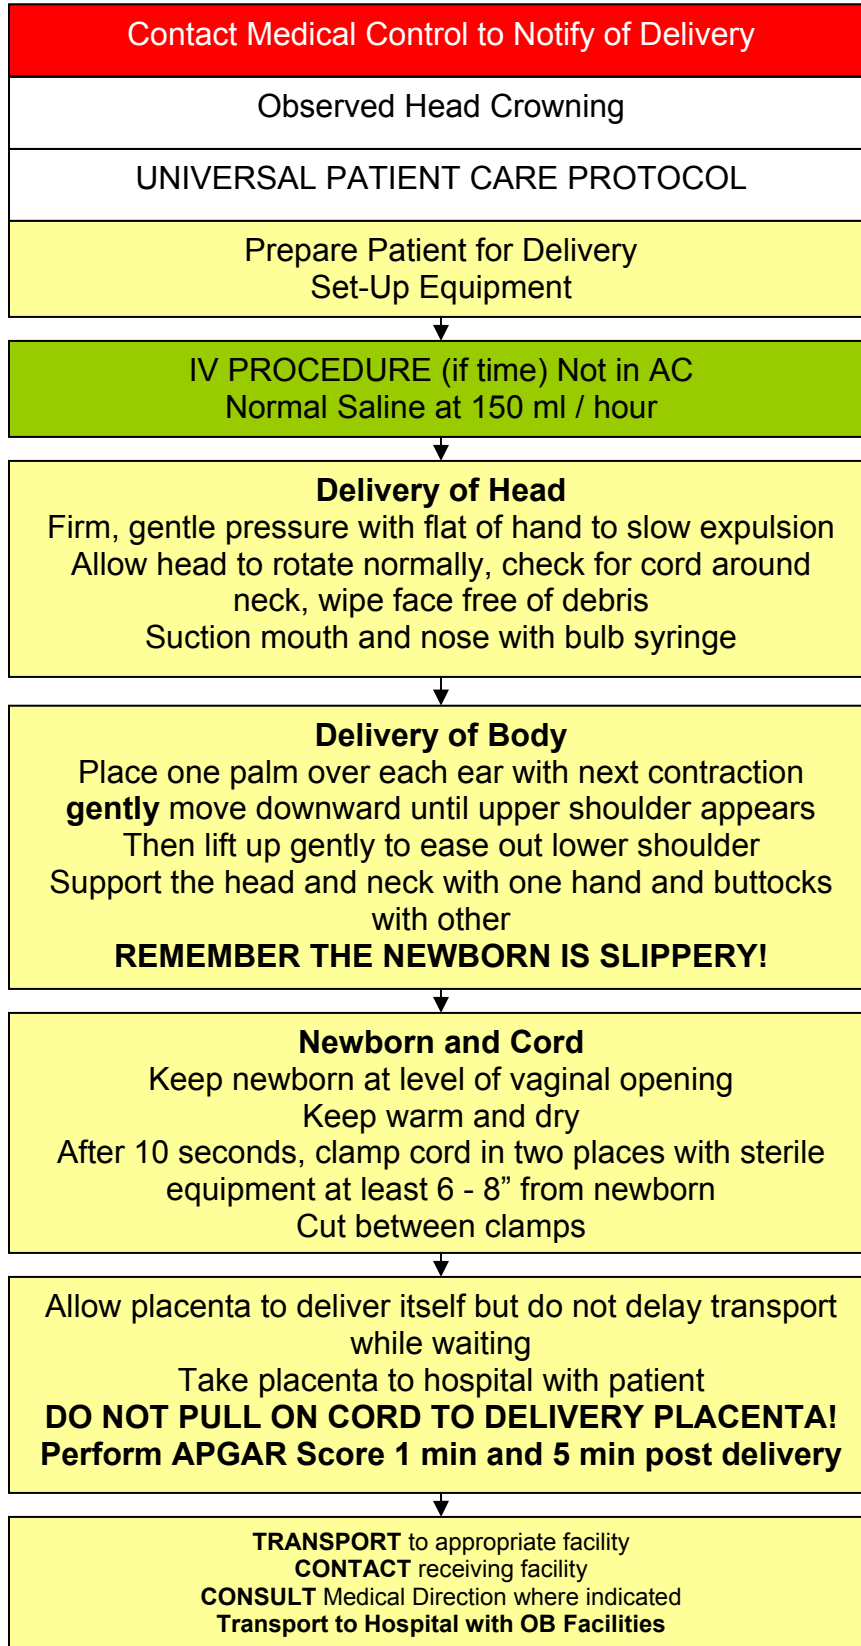 Contact Medical Control to Notify of Delivery
Observed Head Crowning
UNIVERSAL PATIENT CARE PROTOCOL
Prepare Patient for Delivery
Set-Up Equipment
IV PROCEDURE (if time) Not in AC
Normal Saline at 150 ml / hour
Delivery of Head
Firm, gentle pressure with flat of hand to slow expulsion
Allow head to rotate normally, check for cord around
neck, wipe face free of debris
Suction mouth and nose with bulb syringe
Delivery of Body
Place one palm over each ear with next contraction
gently move downward until upper shoulder appears
Then lift up gently to ease out lower shoulder
Support the head and neck with one hand and buttocks
with other
REMEMBER THE NEWBORN IS SLIPPERY!
Newborn and Cord
Keep newborn at level of vaginal opening
Keep warm and dry
After 10 seconds, clamp cord in two places with sterile
equipment at least 6 - 8” from newborn
Cut between clamps
Allow placenta to deliver itself but do not delay transport
while waiting
Take placenta to hospital with patient
DO NOT PULL ON CORD TO DELIVERY PLACENTA!
Perform APGAR Score 1 min and 5 min post delivery
TRANSPORT to appropriate facility
CONTACT receiving facility
CONSULT Medical Direction where indicated
Transport to Hospital with OB Facilities